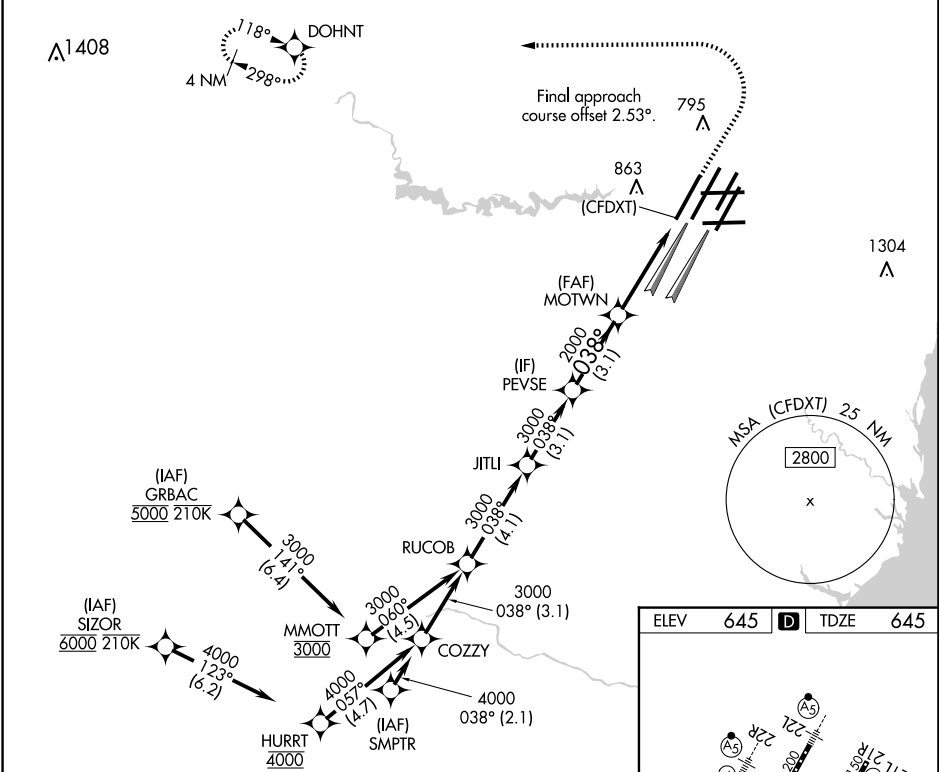 1408
118°
DOHNT
4 NM
298°
Final approach
course offset 2.53°.
795
863
(CFDXT)
1304
(FAF)
MOTWN
2000
038°
(3.1)
(IF)
PEVSE
3000
038°
(3.1)
JITLI
3000
038°
(4.1)
MSA (CFDXT) 25 NM
2800
x
(IAF)
GRBAC
5000 210K
3000
141°
(6.4)
RUCOB
3000
060°
(4.5)
3000
038° (3.1)
(IAF)
SIZOR
6000 210K
4000
123°
(6.2)
MMOTT
3000
COZZY
4000
057°
(4.7)
4000
038° (2.1)
(IAF)
SMPTR
HURRT
4000
ELEV 645 D TDZE 645
A5
22L
A5
22R
200
150R
21L